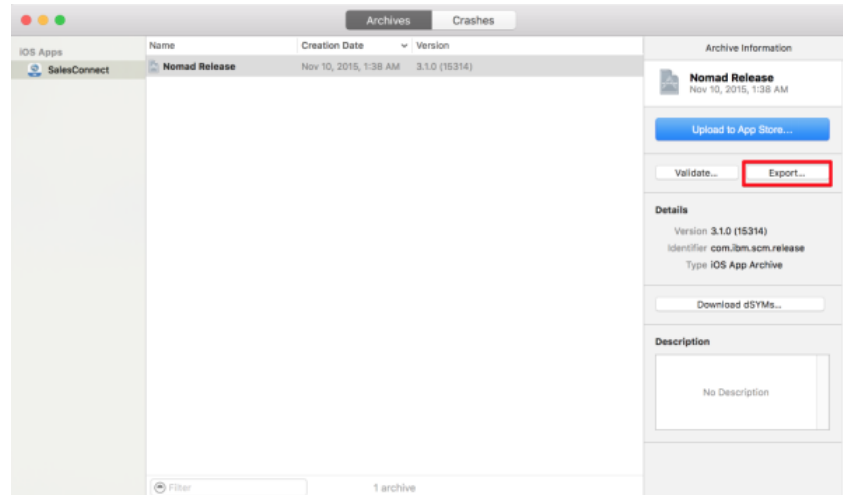 Archives Crashes
iOS Apps
SalesConnect
Name Creation Date Version
Nomad Release Nov 10, 2015, 1:38 AM 3.1.0 (15314)
Filter 1 archive
Archive Information
Nomad Release
Nov 10, 2015, 1:38 AM
Upload to App Store...
Validate... Export...
Details
Version 3.1.0 (15314)
Identifier com.ibm.scm.release
Type iOS App Archive
Download dSYMs...
Description
No Description